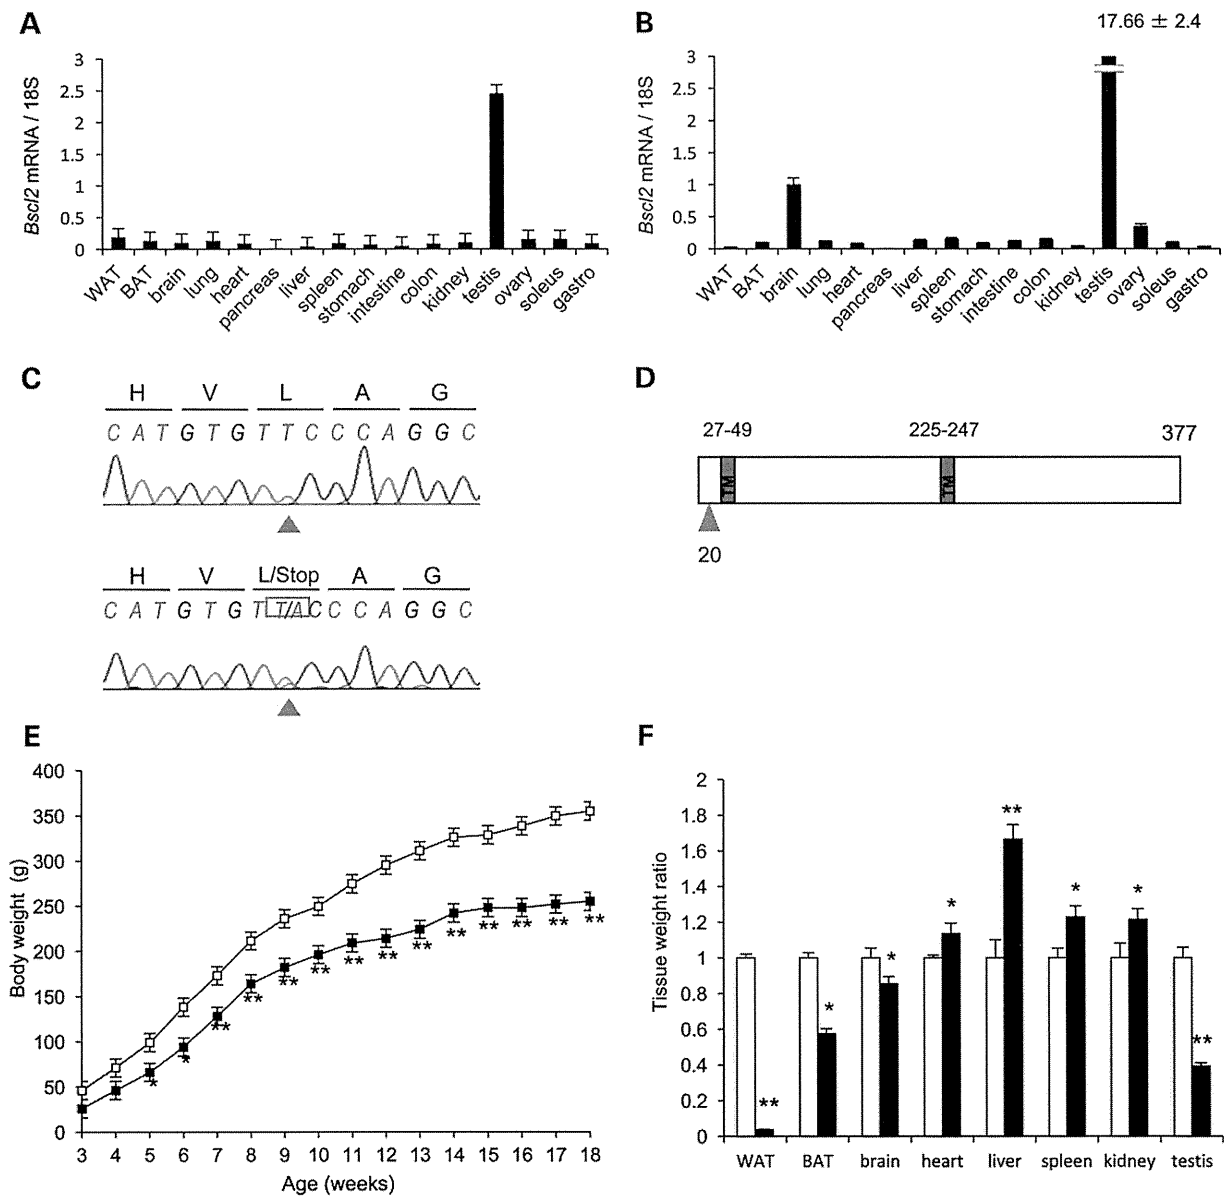 A
Bscl2 mRNA / 18S
3
2.5
2
1.5
1
0.5
0
WAT
BAT
brain
lung
heart
pancreas
liver
spleen
stomach
intestine
colon
kidney
testis
ovary
soleus
gastro
B
17.66 ± 2.4
Bscl2 mRNA / 18S
3
2.5
2
1.5
1
0.5
0
WAT
BAT
brain
lung
heart
pancreas
liver
spleen
stomach
intestine
colon
kidney
testis
ovary
soleus
gastro
C
H V L A G
C A T G T G T T C C C A G G C
H V L/Stop A G
C A T G T G T T/A C C C A G G C
D
27-49 225-247 377
TM TM
20
E
Body weight (g)
400
350
300
250
200
150
100
50
0
* * ** ** ** ** ** ** ** ** ** ** ** **
3 4 5 6 7 8 9 10 11 12 13 14 15 16 17 18
Age (weeks)
F
Tissue weight ratio
2
1.8
1.6
1.4
1.2
1
0.8
0.6
0.4
0.2
0
** * * * ** * * **
WAT BAT brain heart liver spleen kidney testis